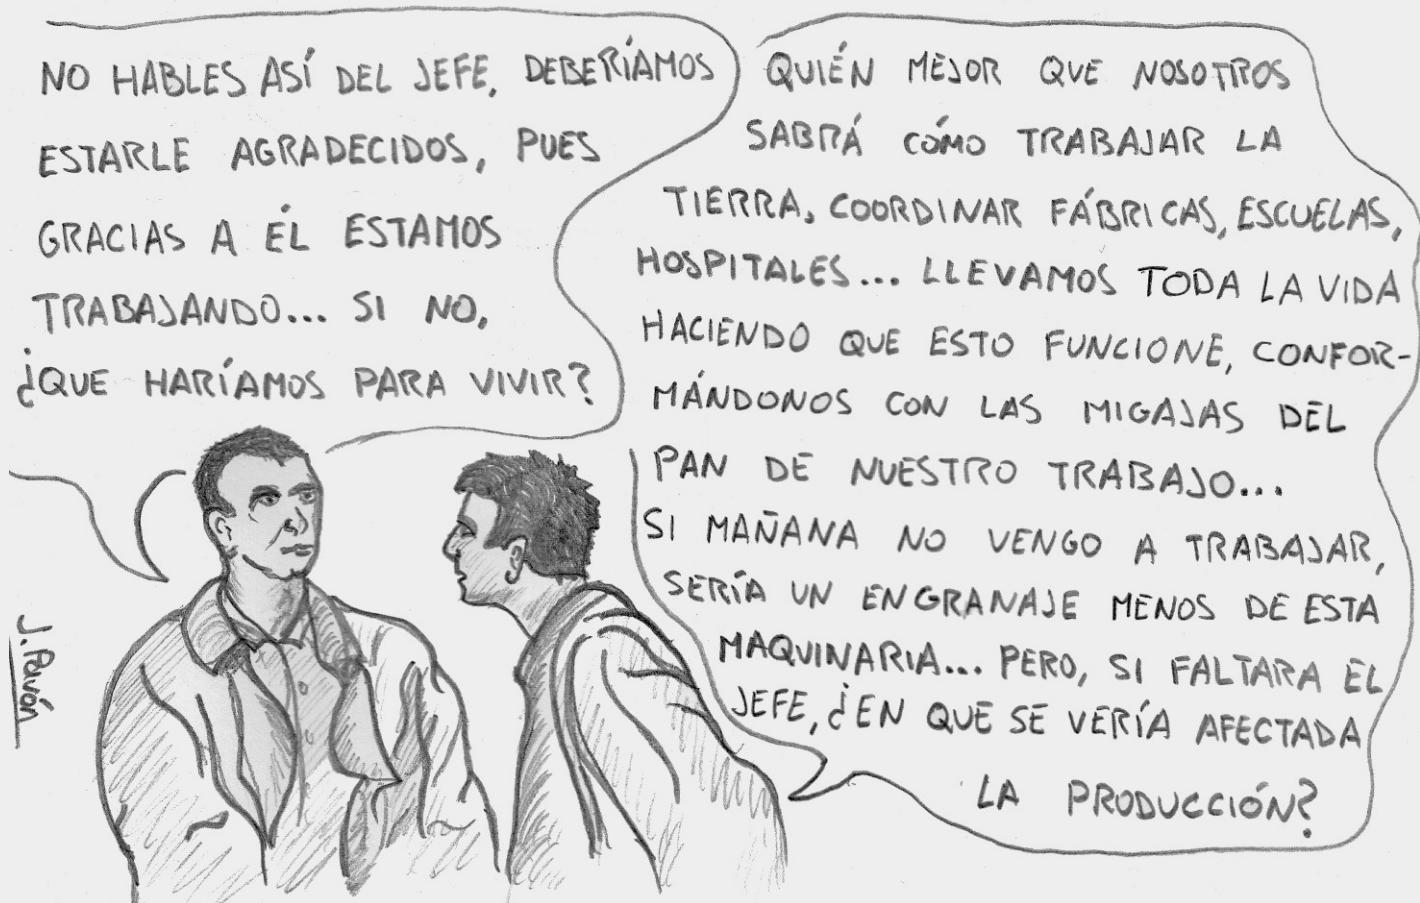 NO HABLES ASÍ DEL JEFE, DEBERÍAMOS
ESTARLE AGRADECIDOS, PUES
GRACIAS A ÉL ESTAMOS
TRABAJANDO... SI NO,
¿QUE HARÍAMOS PARA VIVIR?
QUIÉN MEJOR QUE NOSOTROS
SABRÁ CÓMO TRABAJAR LA
TIERRA, COORDINAR FÁBRICAS, ESCUELAS,
HOSPITALES... LLEVAMOS TODA LA VIDA
HACIENDO QUE ESTO FUNCIONE, CONFOR-
MÁNDONOS CON LAS MIGAJAS DEL
PAN DE NUESTRO TRABAJO...
SI MAÑANA NO VENGO A TRABAJAR,
SERÍA UN ENGRANAJE MENOS DE ESTA
MAQUINARIA... PERO, SI FALTARA EL
JEFE, ¿EN QUE SE VERÍA AFECTADA
LA PRODUCCIÓN?
J. Pavón